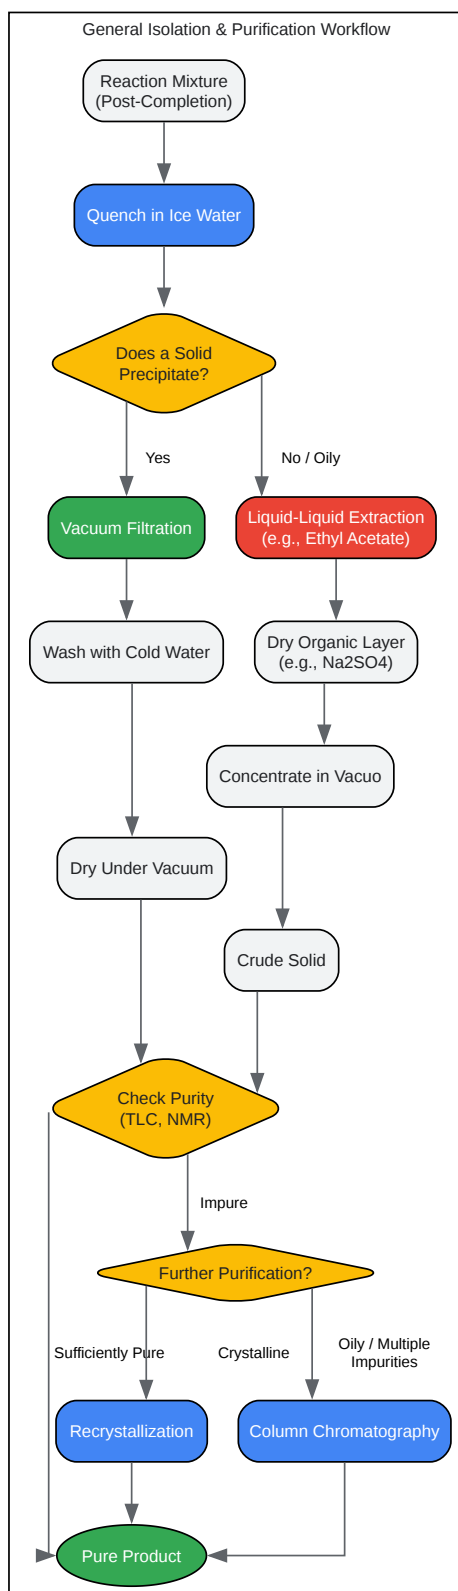 General Isolation & Purification Workflow
Reaction Mixture
(Post-Completion)
Quench in Ice Water
Does a Solid
Precipitate?
Yes
No / Oily
Vacuum Filtration
Liquid-Liquid Extraction
(e.g., Ethyl Acetate)
Wash with Cold Water
Dry Organic Layer
(e.g., Na2SO4)
Concentrate in Vacuo
Dry Under Vacuum
Crude Solid
Check Purity
(TLC, NMR)
Impure
Further Purification?
Sufficiently Pure
Crystalline
Oily / Multiple
Impurities
Recrystallization
Column Chromatography
Pure Product